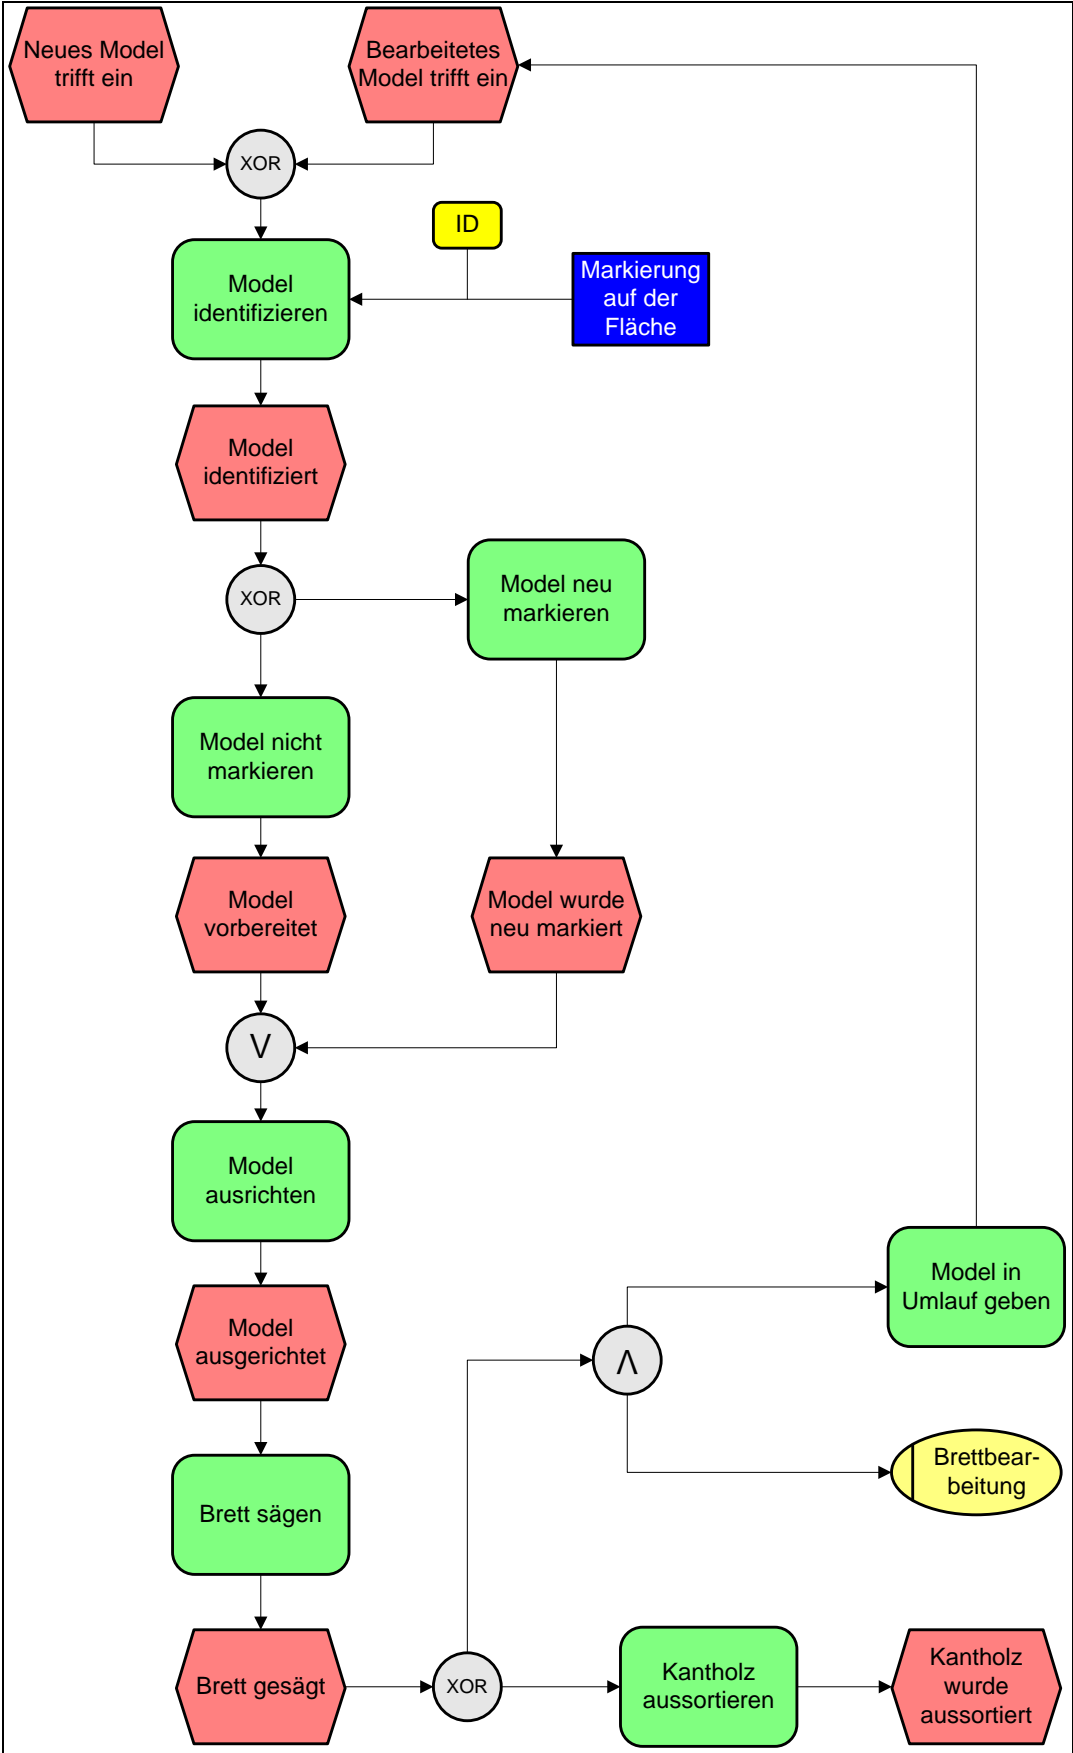 Neues Model
trifft ein
Bearbeitetes
Model trifft ein
XOR
ID
Markierung
auf der
Fläche
Model
identifizieren
Model
identifiziert
XOR
Model neu
markieren
Model nicht
markieren
Model
vorbereitet
Model wurde
neu markiert
V
Model
ausrichten
Model in
Umlauf geben
Model
ausgerichtet
Λ
Brettbear-
beitung
Brett sägen
Brett gesägt
XOR
Kantholz
aussortieren
Kantholz
wurde
aussortiert